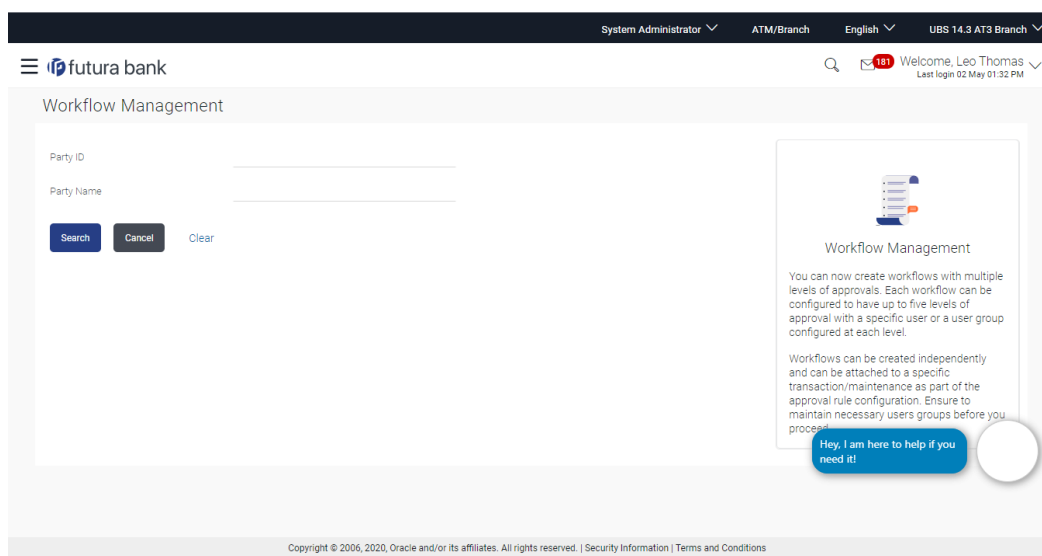 System Administrator ATM/Branch English UBS 14.3 AT3 Branch
futura bank
181
Welcome, Leo Thomas
Last login 02 May 01:32 PM
Workflow Management
Party ID
Party Name
Search Cancel Clear
Workflow Management
You can now create workflows with multiple
levels of approvals. Each workflow can be
configured to have up to five levels of
approval with a specific user or a user group
configured at each level.
Workflows can be created independently
and can be attached to a specific
transaction/maintenance as part of the
approval rule configuration. Ensure to
maintain necessary users groups before you
proceed
Hey, I am here to help if you
need it!
Copyright © 2006, 2020, Oracle and/or its affiliates. All rights reserved. | Security Information | Terms and Conditions